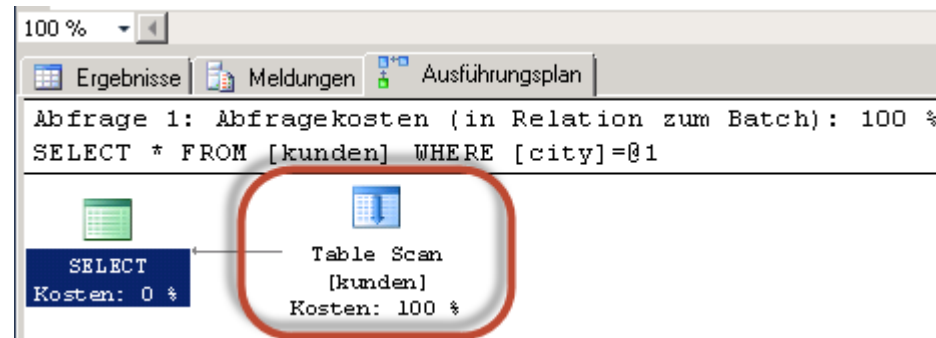 100 %
Ergebnisse Meldungen Ausführungsplan
Abfrage 1: Abfragekosten (in Relation zum Batch): 100 %
SELECT * FROM [kunden] WHERE [city]=@1
SELECT
Kosten: 0 %
Table Scan
[kunden]
Kosten: 100 %